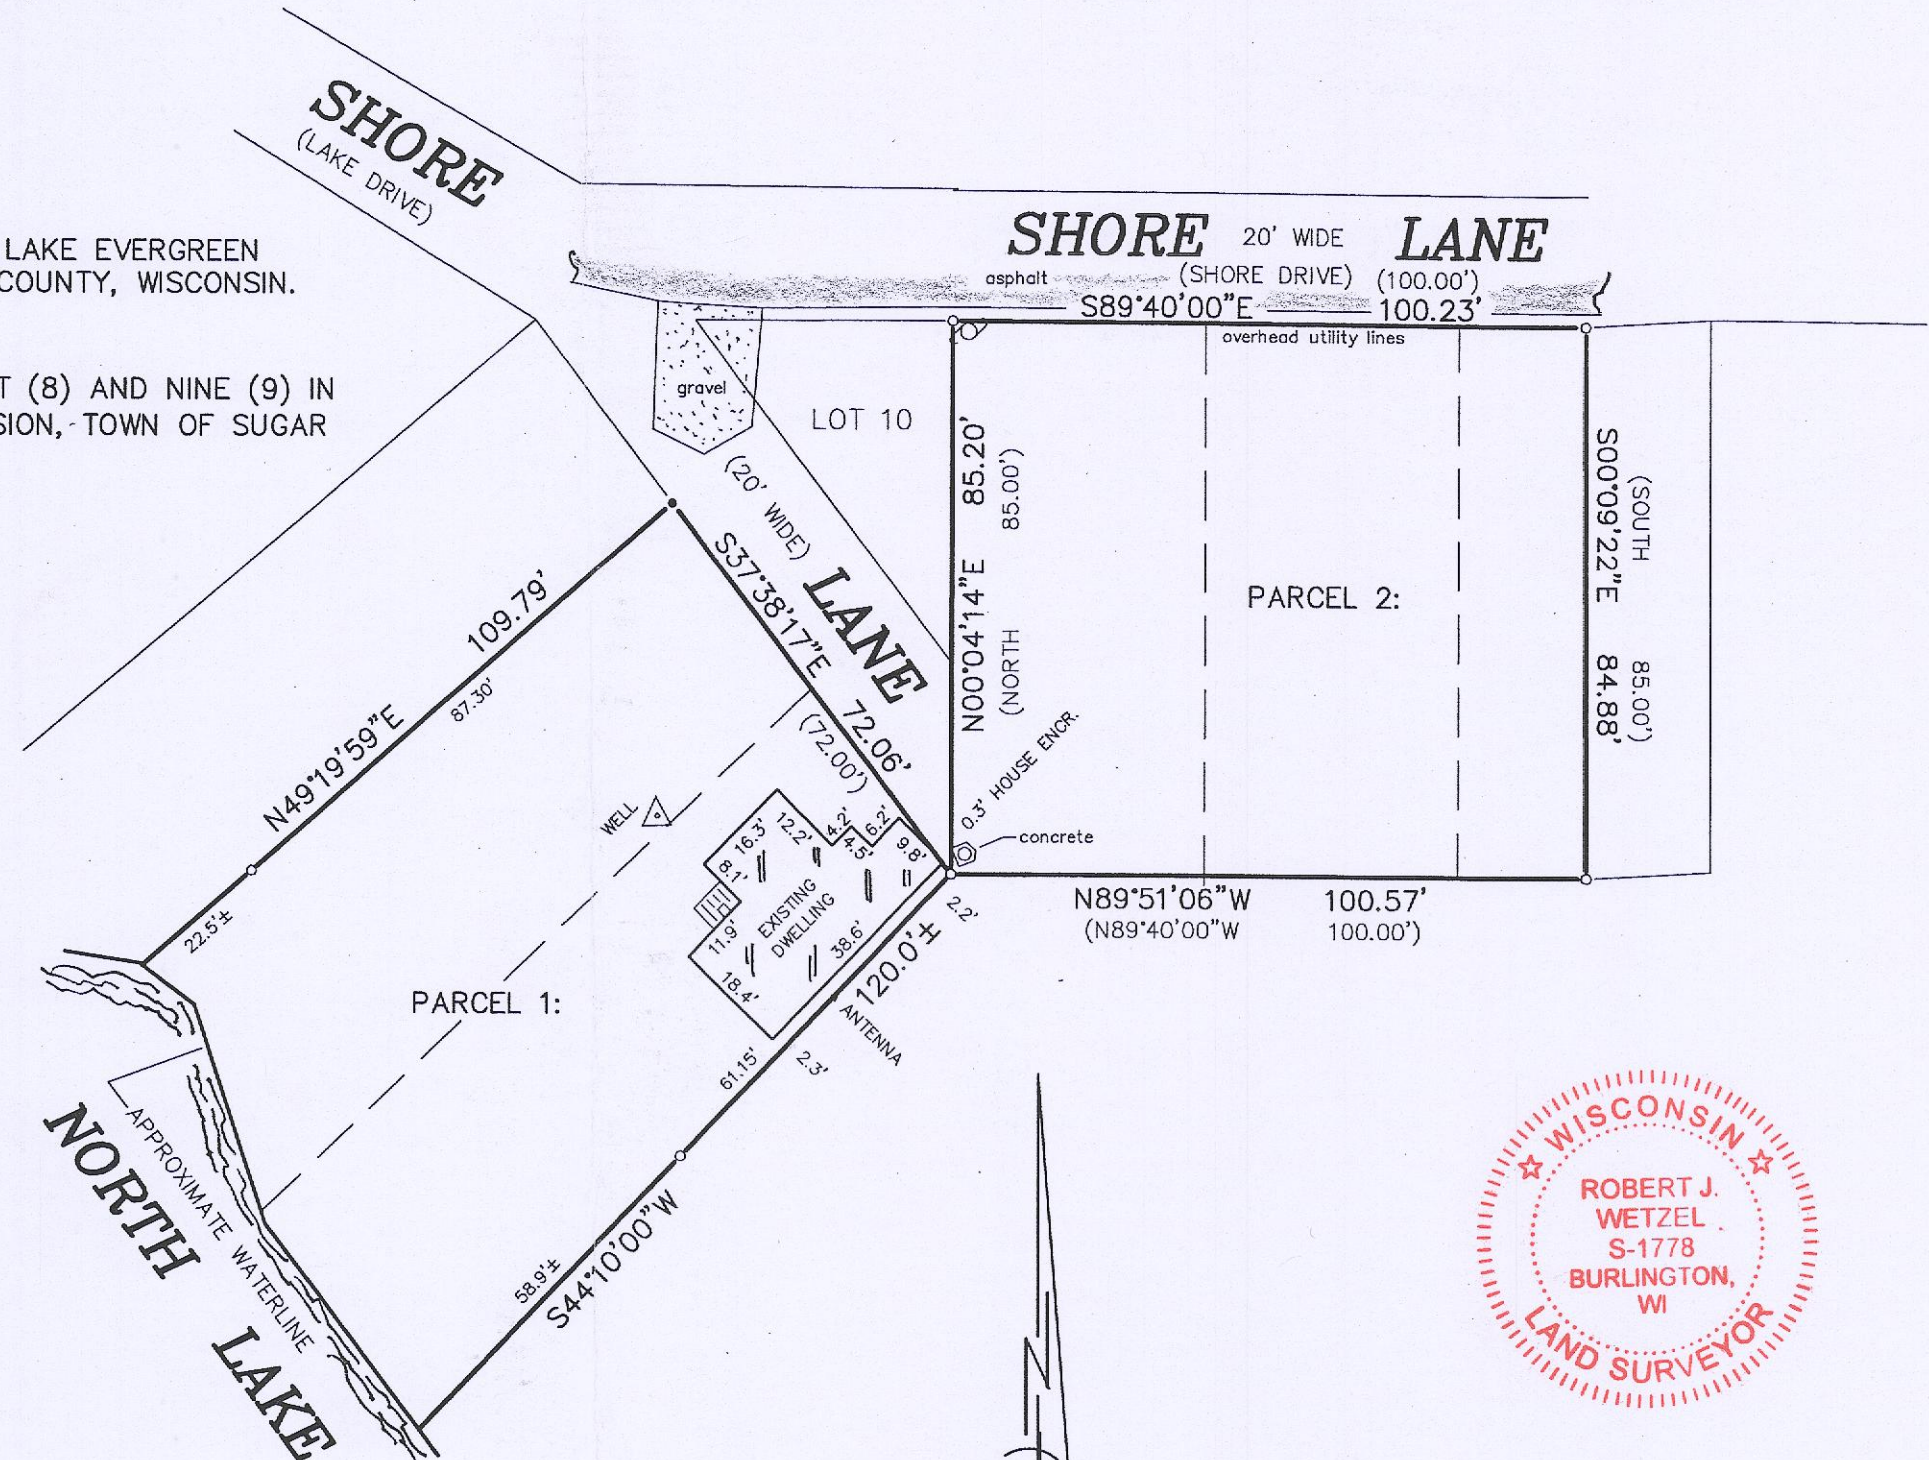 SHORE
(LAKE DRIVE)
LAKE EVERGREEN
COUNTY, WISCONSIN.
T (8) AND NINE (9) IN
SION, TOWN OF SUGAR
SHORE 20' WIDE LANE
asphalt (SHORE DRIVE) (100.00')
S89°40'00"E 100.23'
overhead utility lines
gravel
LOT 10
(20' WIDE)
LANE
S37°38'17"E 72.06'
(72.00')
N00°04'14"E 85.20'
(NORTH 85.00')
PARCEL 2:
S00°09'22"E 84.88'
(SOUTH 85.00')
0.3' HOUSE ENCR.
concrete
N89°51'06"W 100.57'
(N89°40'00"W 100.00')
N49°19'59"E 109.79'
87.30'
22.5'±
WELL
16.3'
12.2'
4.2'
4.5'
6.2'
9.8'
8.1'
11.9'
18.4'
38.6'
EXISTING
DWELLING
2.2'
120.0'±
ANTENNA
2.3'
61.15'
PARCEL 1:
58.9'±
S44°10'00"W
APPROXIMATE WATERLINE
NORTH LAKE
N
WISCONSIN
ROBERT J.
WETZEL
S-1778
BURLINGTON,
WI
LAND SURVEYOR